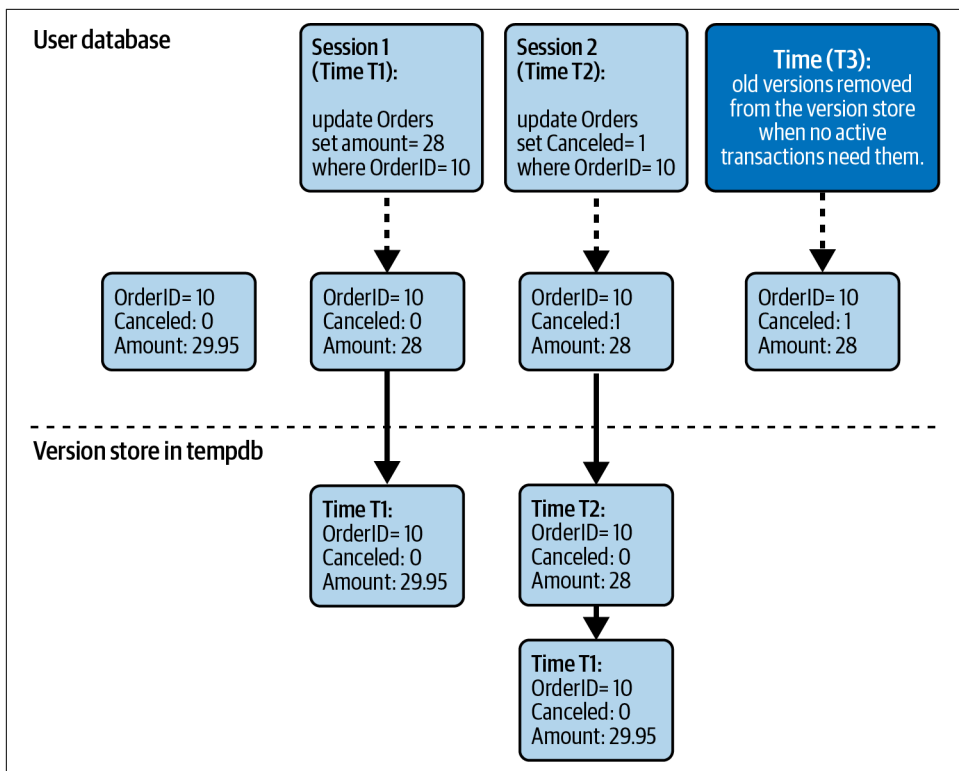 User database
Session 1
(Time T1):
update Orders
set amount= 28
where OrderID= 10
Session 2
(Time T2):
update Orders
set Canceled= 1
where OrderID= 10
Time (T3):
old versions removed
from the version store
when no active
transactions need them.
OrderID= 10
Canceled: 0
Amount: 29.95
OrderID= 10
Canceled: 0
Amount: 28
OrderID= 10
Canceled:1
Amount: 28
OrderID= 10
Canceled: 1
Amount: 28
Version store in tempdb
Time T1:
OrderID= 10
Canceled: 0
Amount: 29.95
Time T2:
OrderID= 10
Canceled: 0
Amount: 28
Time T1:
OrderID= 10
Canceled: 0
Amount: 29.95